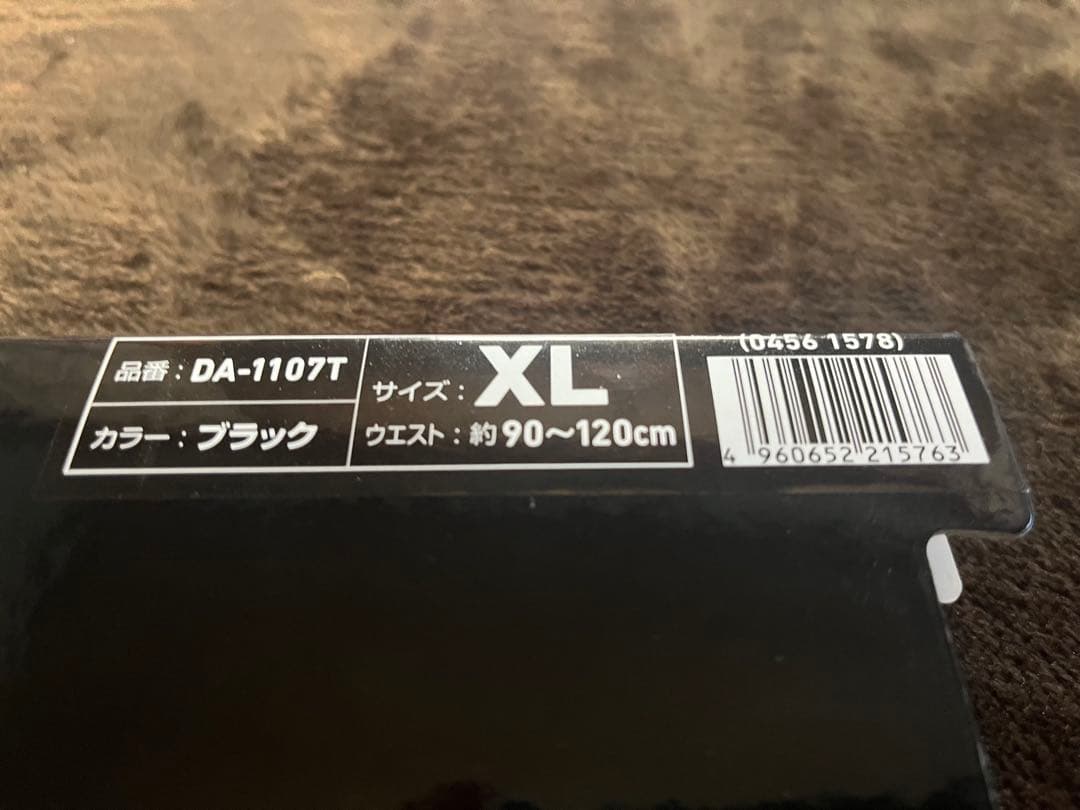 品番：DA-1107T
カラー：ブラック
サイズ：XL
ウエスト：約90～120cm
(0456 1578)
4 960652 215763